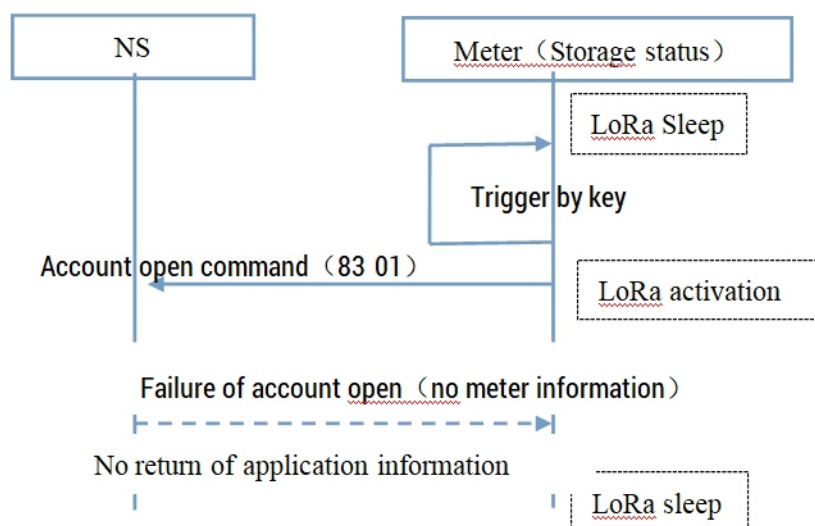 NS
Meter（Storage status）
LoRa Sleep
Trigger by key
Account open command（83 01）
LoRa activation
Failure of account open（no meter information）
No return of application information
LoRa sleep